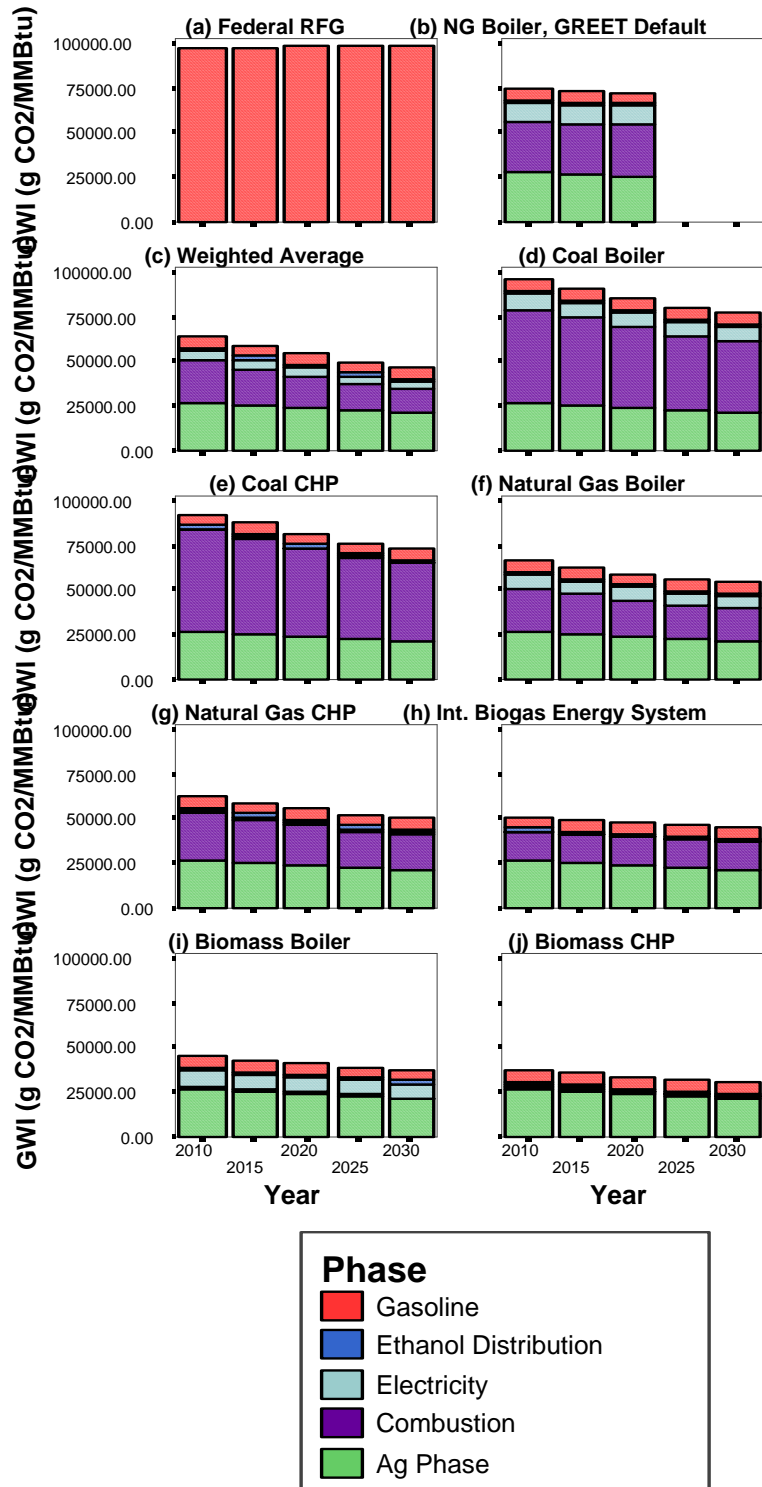 (a) Federal RFG (b) NG Boiler, GREET Default
100000.00
75000.00
50000.00
25000.00
0.00
GWI (g CO2/MMBtu)
(c) Weighted Average (d) Coal Boiler
100000.00
75000.00
50000.00
25000.00
0.00
GWI (g CO2/MMBtu)
(e) Coal CHP (f) Natural Gas Boiler
100000.00
75000.00
50000.00
25000.00
0.00
GWI (g CO2/MMBtu)
(g) Natural Gas CHP (h) Int. Biogas Energy System
100000.00
75000.00
50000.00
25000.00
0.00
GWI (g CO2/MMBtu)
(i) Biomass Boiler (j) Biomass CHP
100000.00
75000.00
50000.00
25000.00
0.00
GWI (g CO2/MMBtu)
2010 2015 2020 2025 2030 2010 2015 2020 2025 2030
Year Year
Phase
Gasoline
Ethanol Distribution
Electricity
Combustion
Ag Phase